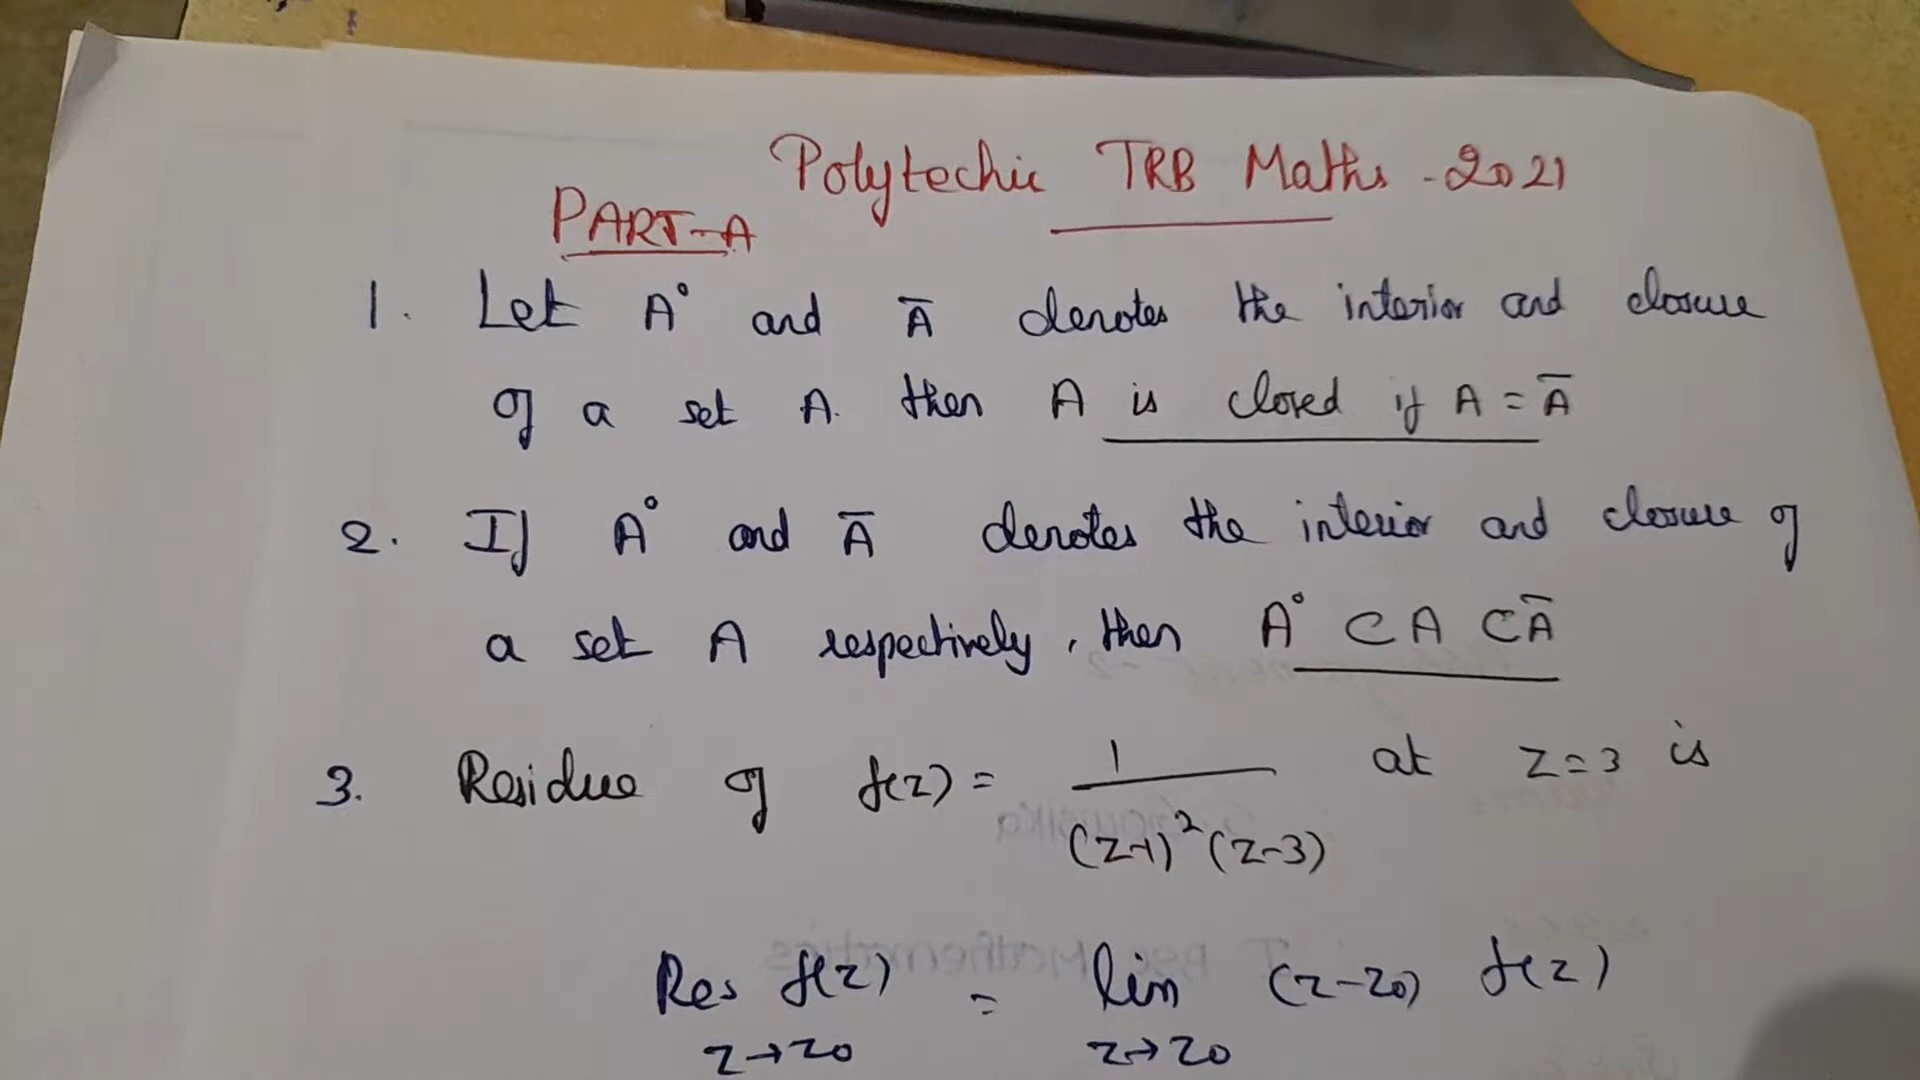 Polytechic TRB Maths - 2021
PART-A
1. Let A° and A̅ denotes the interior and closure
of a set A. then A is closed if A = A̅
2. If A° and A̅ denotes the interior and closure of
a set A respectively, then A° ⊂ A ⊂ A̅
3. Residue of f(z) = 1 / (z-1)² (z-3) at z=3 is
Res f(z) = lim (z-z0) f(z)
z→z0 z→z0